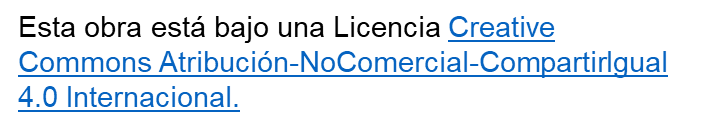 Esta obra está bajo una Licencia Creative
Commons Atribución-NoComercial-CompartirIgual
4.0 Internacional.